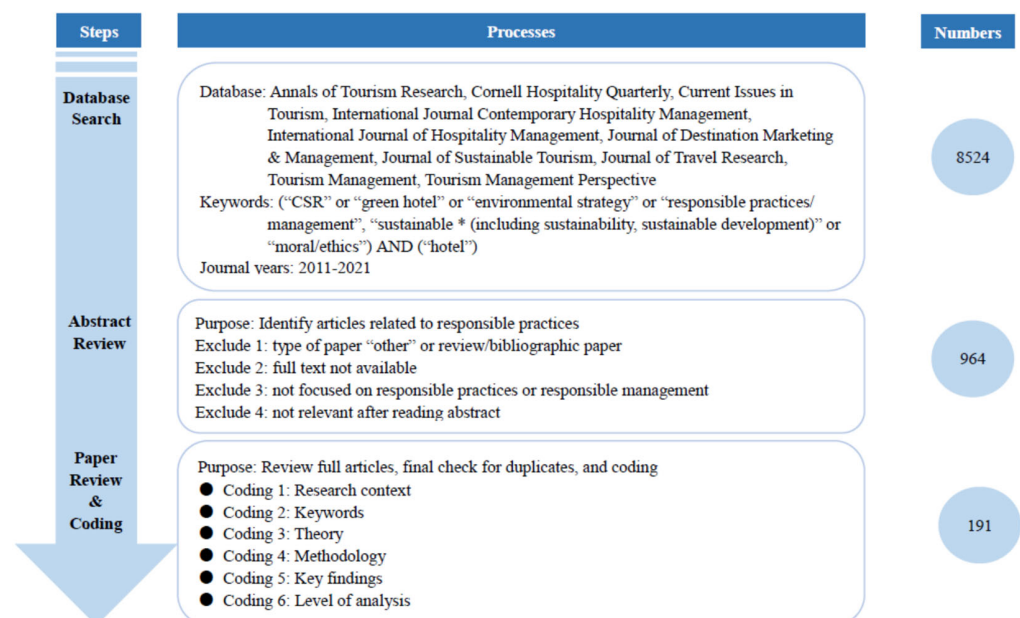 Steps
Processes
Numbers
Database
Search
Database: Annals of Tourism Research, Cornell Hospitality Quarterly, Current Issues in
Tourism, International Journal Contemporary Hospitality Management,
International Journal of Hospitality Management, Journal of Destination Marketing
& Management, Journal of Sustainable Tourism, Journal of Travel Research,
Tourism Management, Tourism Management Perspective
Keywords: (“CSR” or “green hotel” or “environmental strategy” or “responsible practices/
management”, “sustainable * (including sustainability, sustainable development)” or
“moral/ethics”) AND (“hotel”)
Journal years: 2011-2021
8524
Abstract
Review
Purpose: Identify articles related to responsible practices
Exclude 1: type of paper “other” or review/bibliographic paper
Exclude 2: full text not available
Exclude 3: not focused on responsible practices or responsible management
Exclude 4: not relevant after reading abstract
964
Paper
Review
&
Coding
Purpose: Review full articles, final check for duplicates, and coding
● Coding 1: Research context
● Coding 2: Keywords
● Coding 3: Theory
● Coding 4: Methodology
● Coding 5: Key findings
● Coding 6: Level of analysis
191